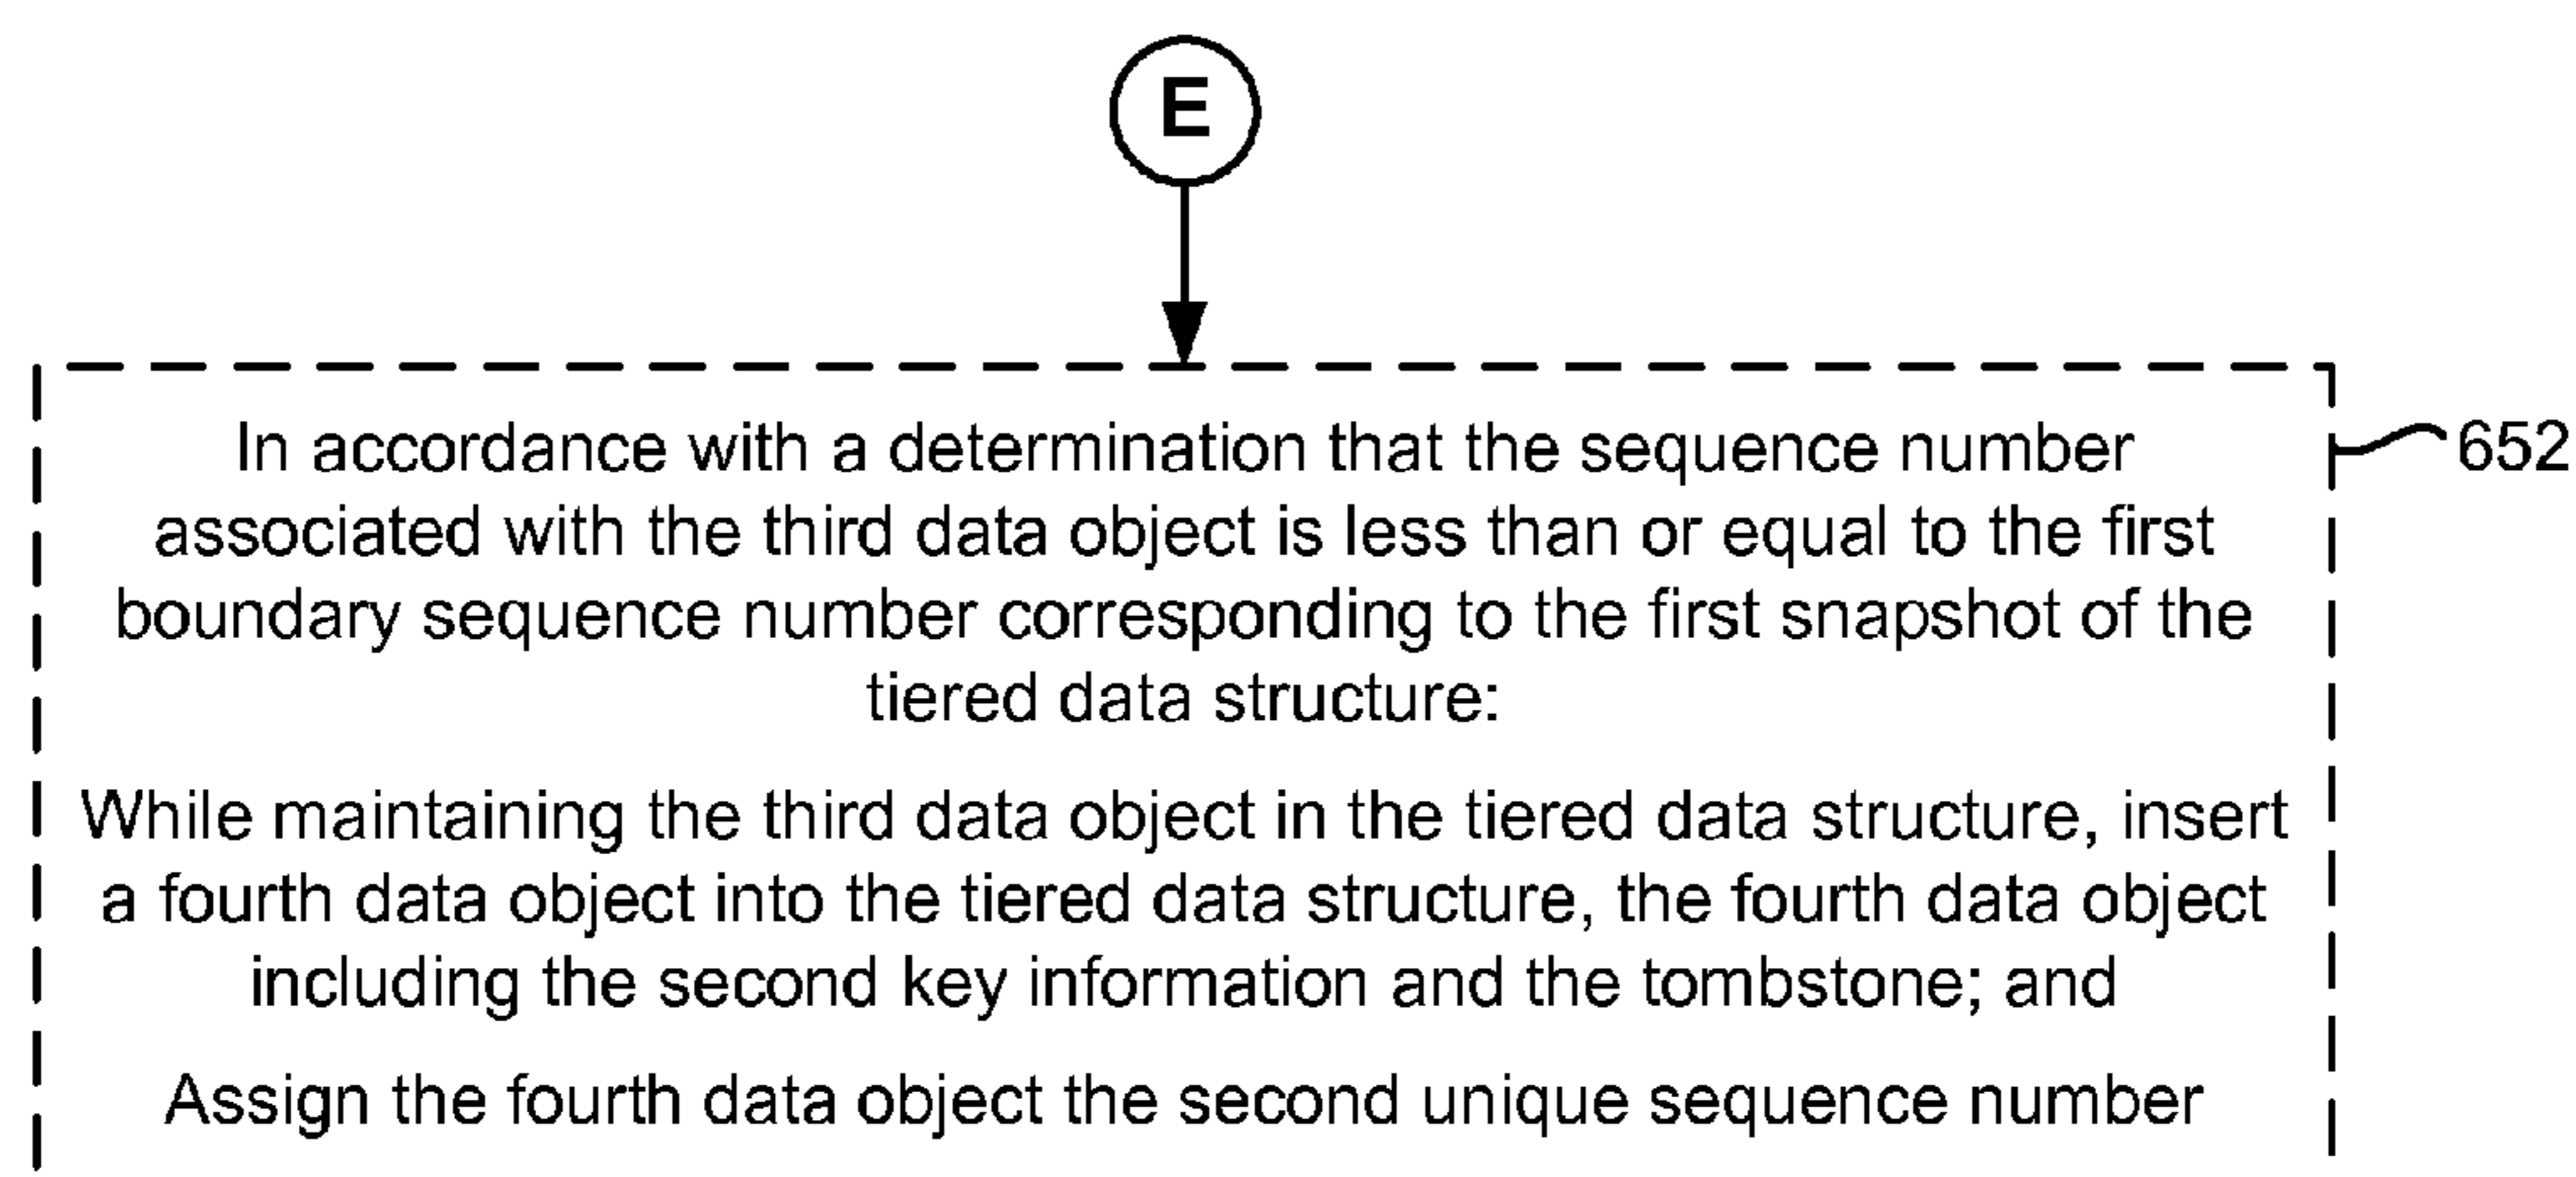 E
In accordance with a determination that the sequence number
associated with the third data object is less than or equal to the first
boundary sequence number corresponding to the first snapshot of the
tiered data structure:
While maintaining the third data object in the tiered data structure, insert
a fourth data object into the tiered data structure, the fourth data object
including the second key information and the tombstone; and
Assign the fourth data object the second unique sequence number
652